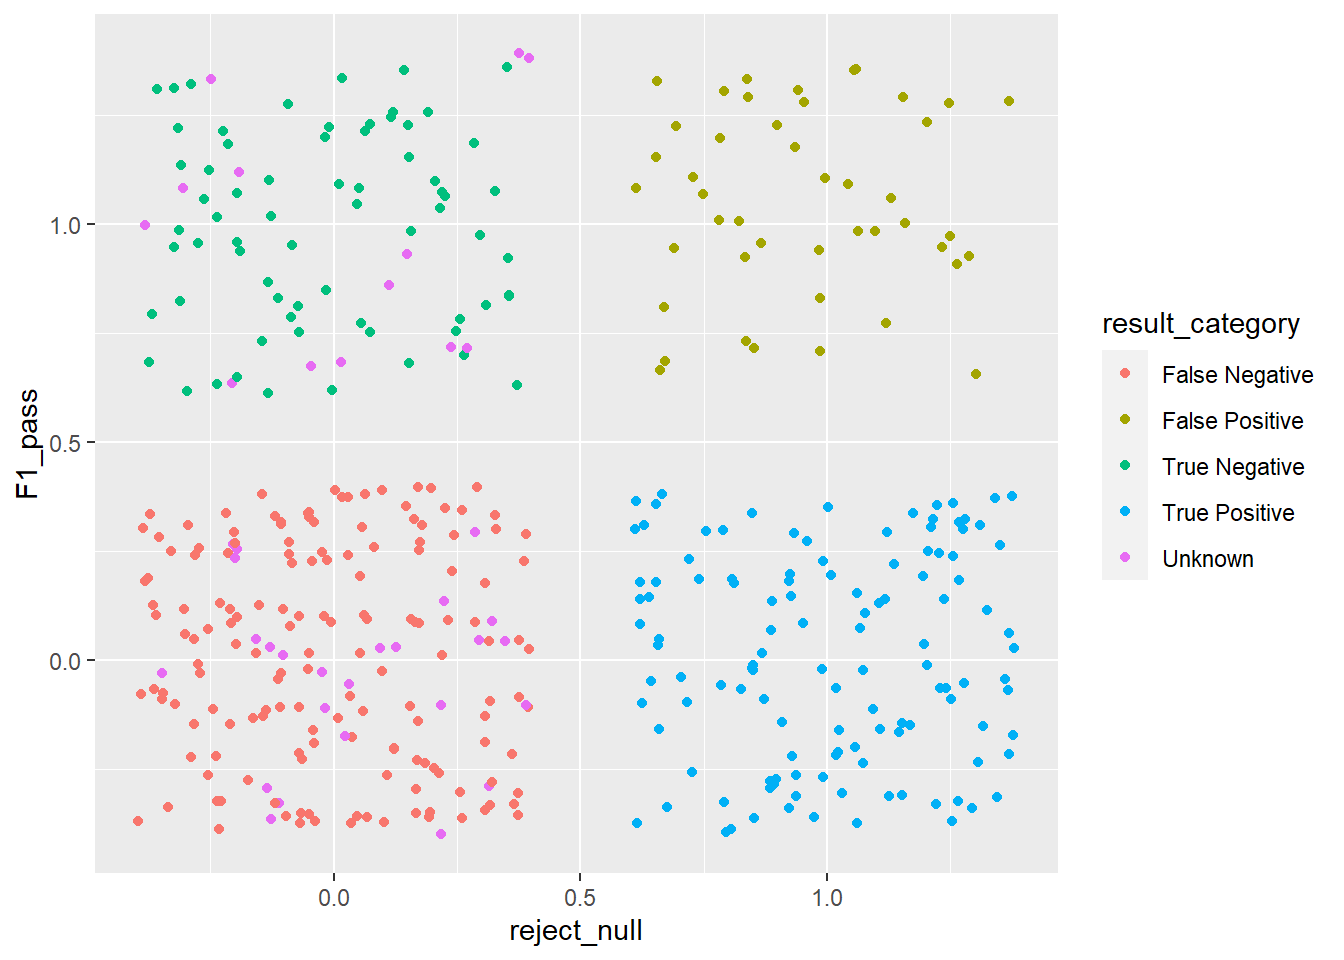 1.0
0.5
0.0
F1_pass
0.0
0.5
1.0
reject_null
result_category
False Negative
False Positive
True Negative
True Positive
Unknown